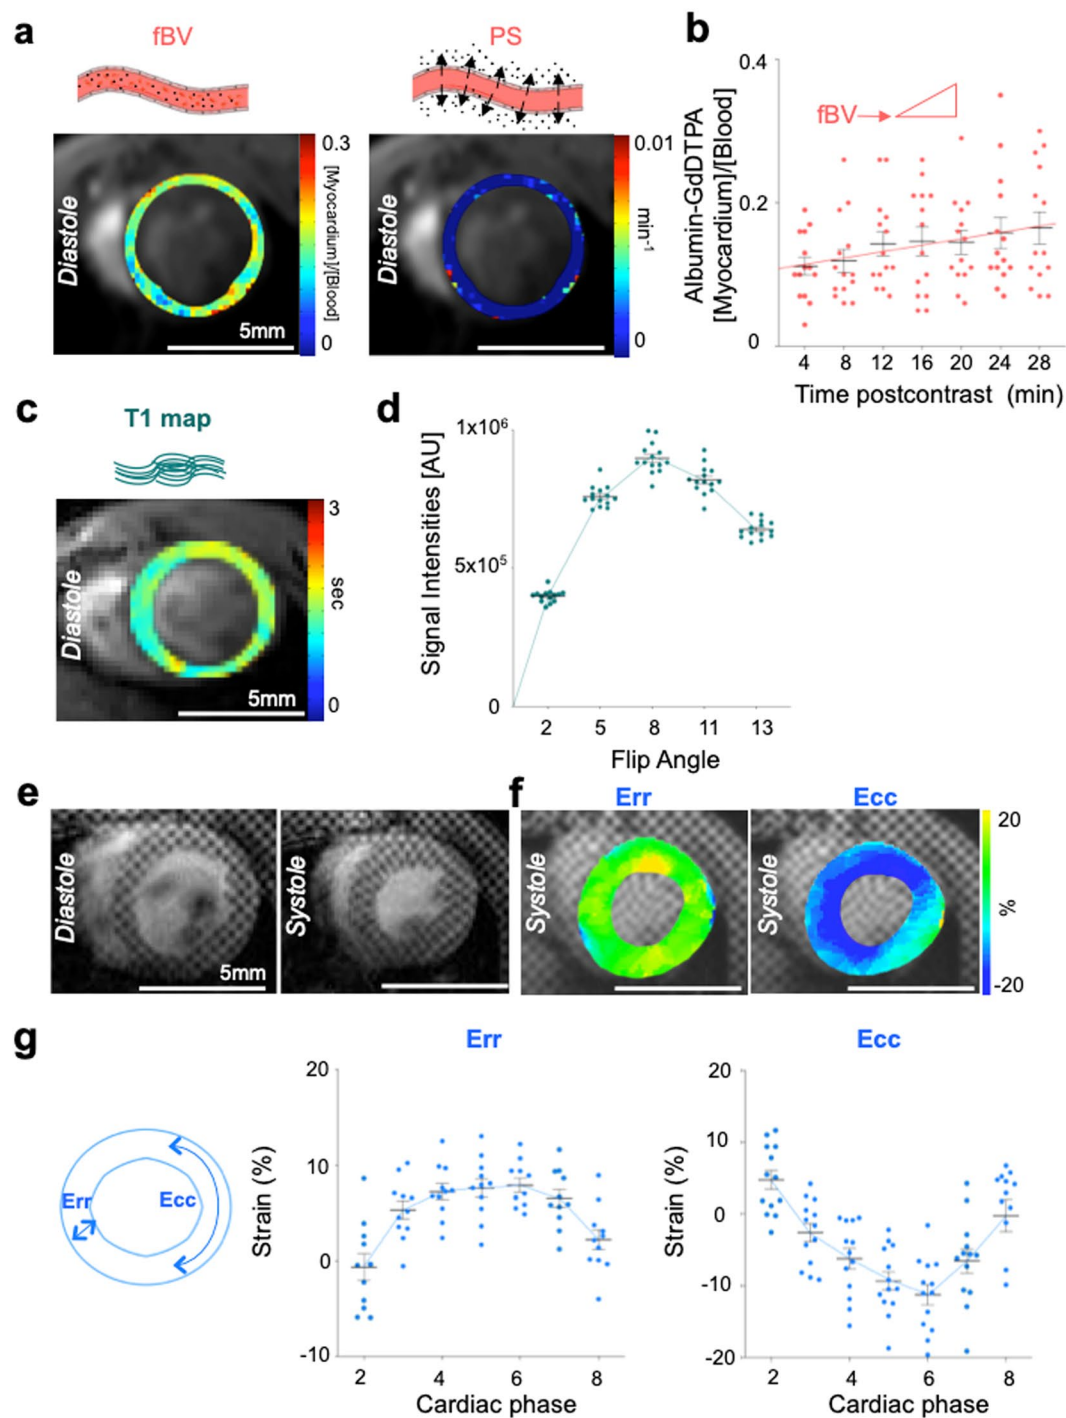 a
fBV
PS
Diastole
5mm
0.3
[Myocardium]/[Blood]
0
Diastole
0.01
min-1
0
b
Albumin-GdDTPA
[Myocardium]/[Blood]
0.4
0.2
0
fBV
4 8 12 16 20 24 28
Time postcontrast (min)
c
T1 map
Diastole
5mm
3
sec
0
d
Signal Intensities [AU]
1x10⁶
5x10⁵
0
2 5 8 11 13
Flip Angle
e
Diastole
5mm
Systole
f
Err
Ecc
Systole
Systole
20
%
-20
g
Err
Ecc
Err
Strain (%)
20
10
0
-10
2 4 6 8
Cardiac phase
Ecc
Strain (%)
20
10
0
-10
-20
2 4 6 8
Cardiac phase